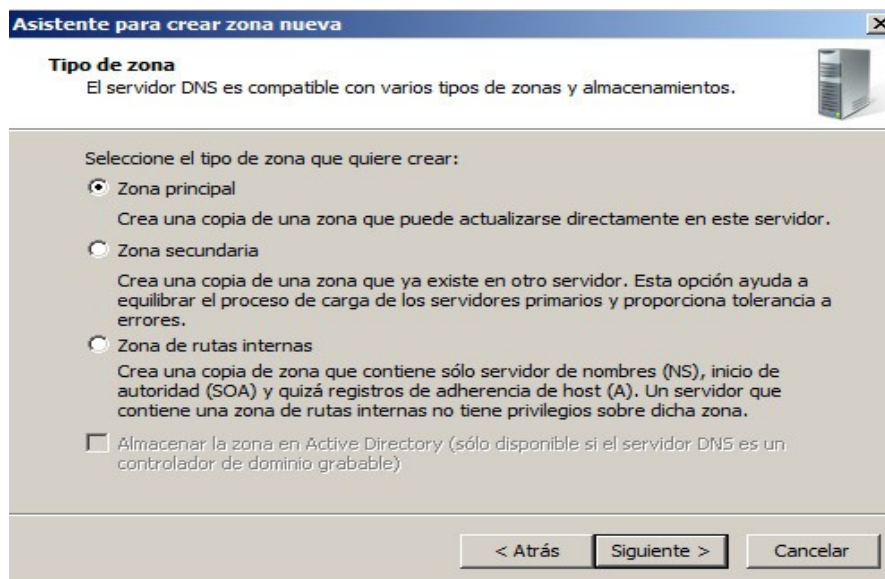 Asistente para crear zona nueva
Tipo de zona
El servidor DNS es compatible con varios tipos de zonas y almacenamientos.
Seleccione el tipo de zona que quiere crear:
Zona principal
Crea una copia de una zona que puede actualizarse directamente en este servidor.
Zona secundaria
Crea una copia de una zona que ya existe en otro servidor. Esta opción ayuda a
equilibrar el proceso de carga de los servidores primarios y proporciona tolerancia a
errores.
Zona de rutas internas
Crea una copia de zona que contiene sólo servidor de nombres (NS), inicio de
autoridad (SOA) y quizá registros de adherencia de host (A). Un servidor que
contiene una zona de rutas internas no tiene privilegios sobre dicha zona.
Almacenar la zona en Active Directory (sólo disponible si el servidor DNS es un
controlador de dominio grabable)
< Atrás Siguiente > Cancelar